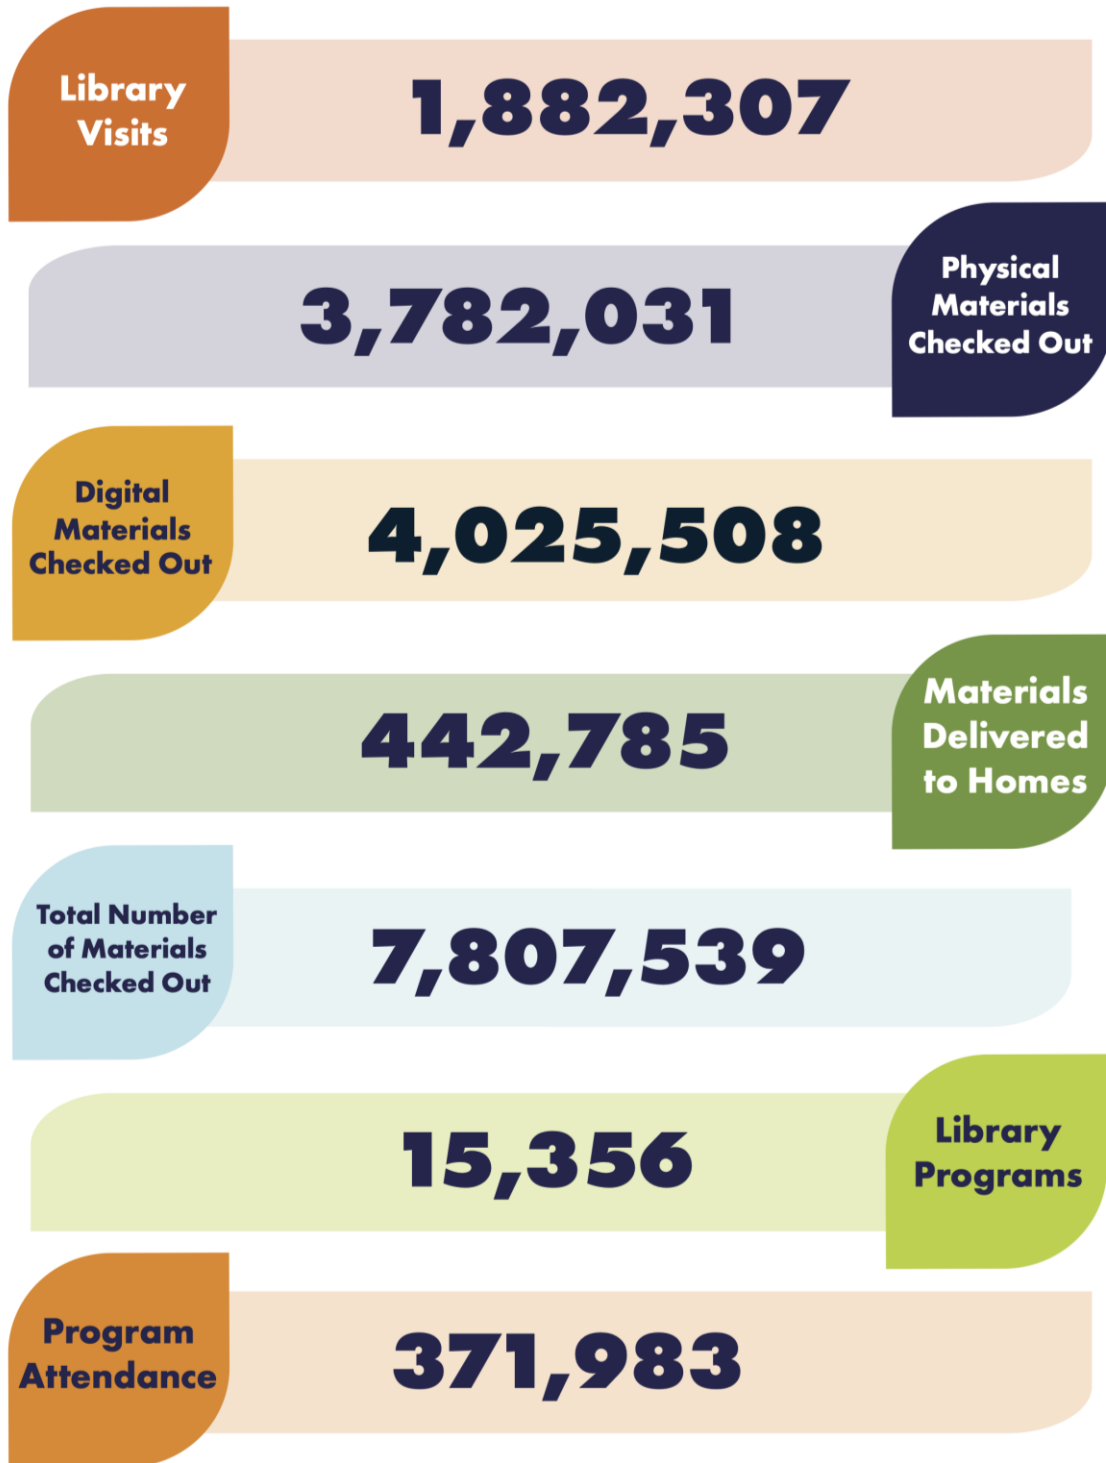 Library
Visits
1,882,307
3,782,031
Physical
Materials
Checked Out
Digital
Materials
Checked Out
4,025,508
442,785
Materials
Delivered
to Homes
Total Number
of Materials
Checked Out
7,807,539
15,356
Library
Programs
Program
Attendance
371,983